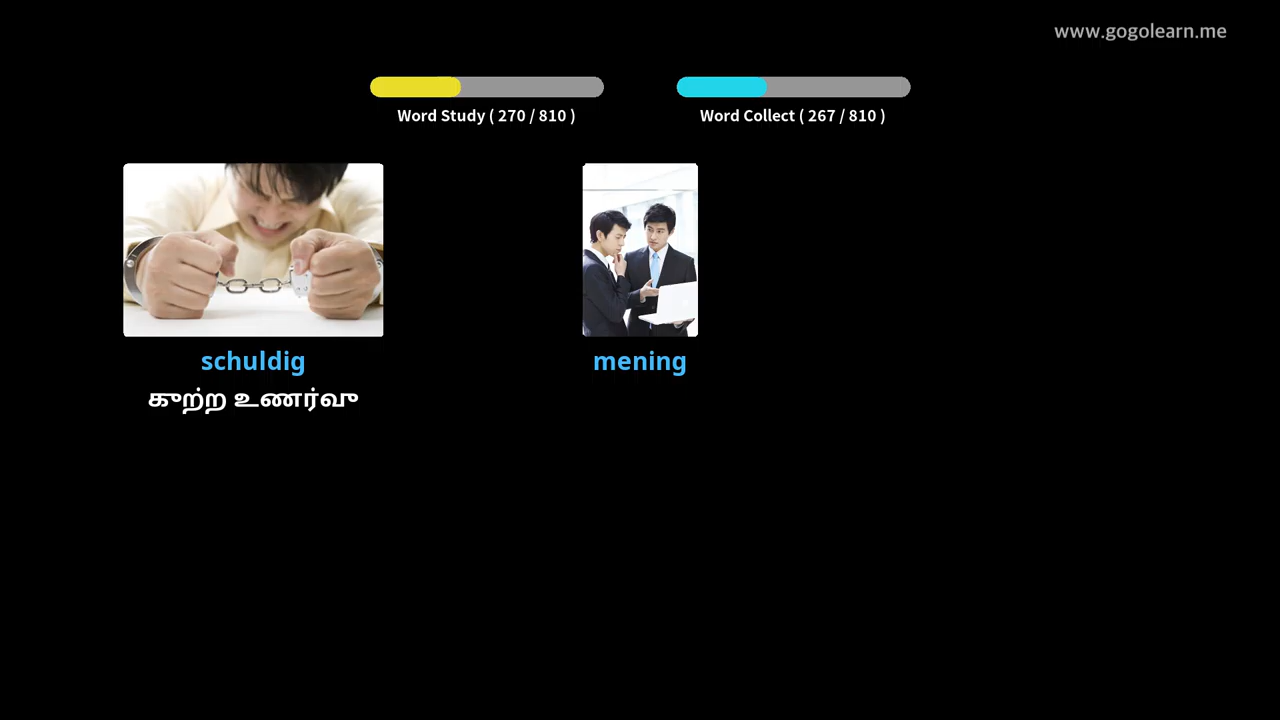 www.gogolearn.me
Word Study ( 270 / 810 )
Word Collect ( 267 / 810 )
schuldig
குற்ற உணர்வு
mening